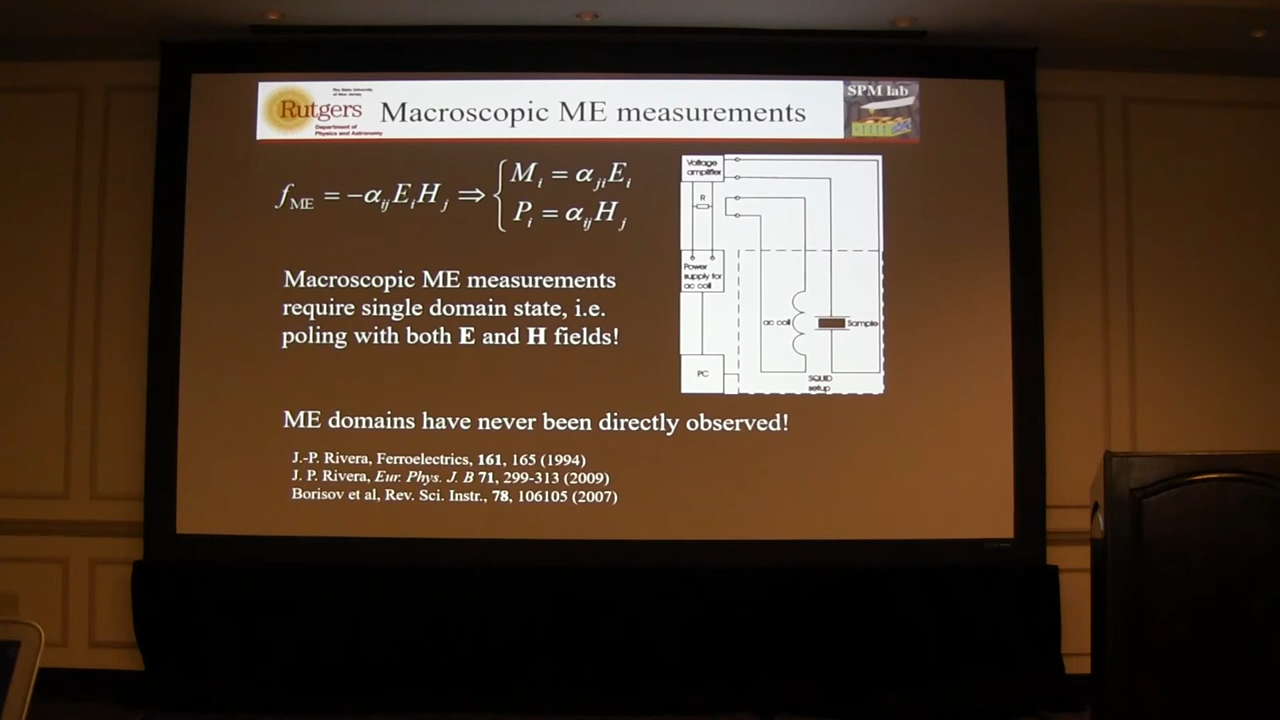 The State University
of New Jersey
Rutgers
Department of
Physics and Astronomy
Macroscopic ME measurements
SPM lab
f_ME = −α_ij E_i H_j ⇒ { M_i = α_ji E_i
P_i = α_ij H_j
Macroscopic ME measurements
require single domain state, i.e.
poling with both E and H fields!
Voltage
amplifier
R
Power
supply for
ac coil
ac coil
Sample
PC
SQUID
setup
ME domains have never been directly observed!
J.-P. Rivera, Ferroelectrics, 161, 165 (1994)
J. P. Rivera, Eur. Phys. J. B 71, 299-313 (2009)
Borisov et al, Rev. Sci. Instr., 78, 106105 (2007)